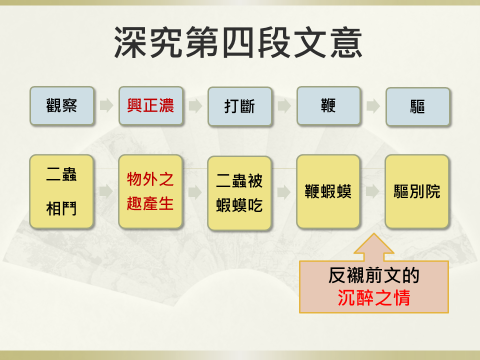 深究第四段文意
觀察
興正濃
打斷
鞭
驅
二蟲
相鬥
物外之
趣產生
二蟲被
蝦蟆吃
鞭蝦蟆
驅別院
反襯前文的
沉醉之情